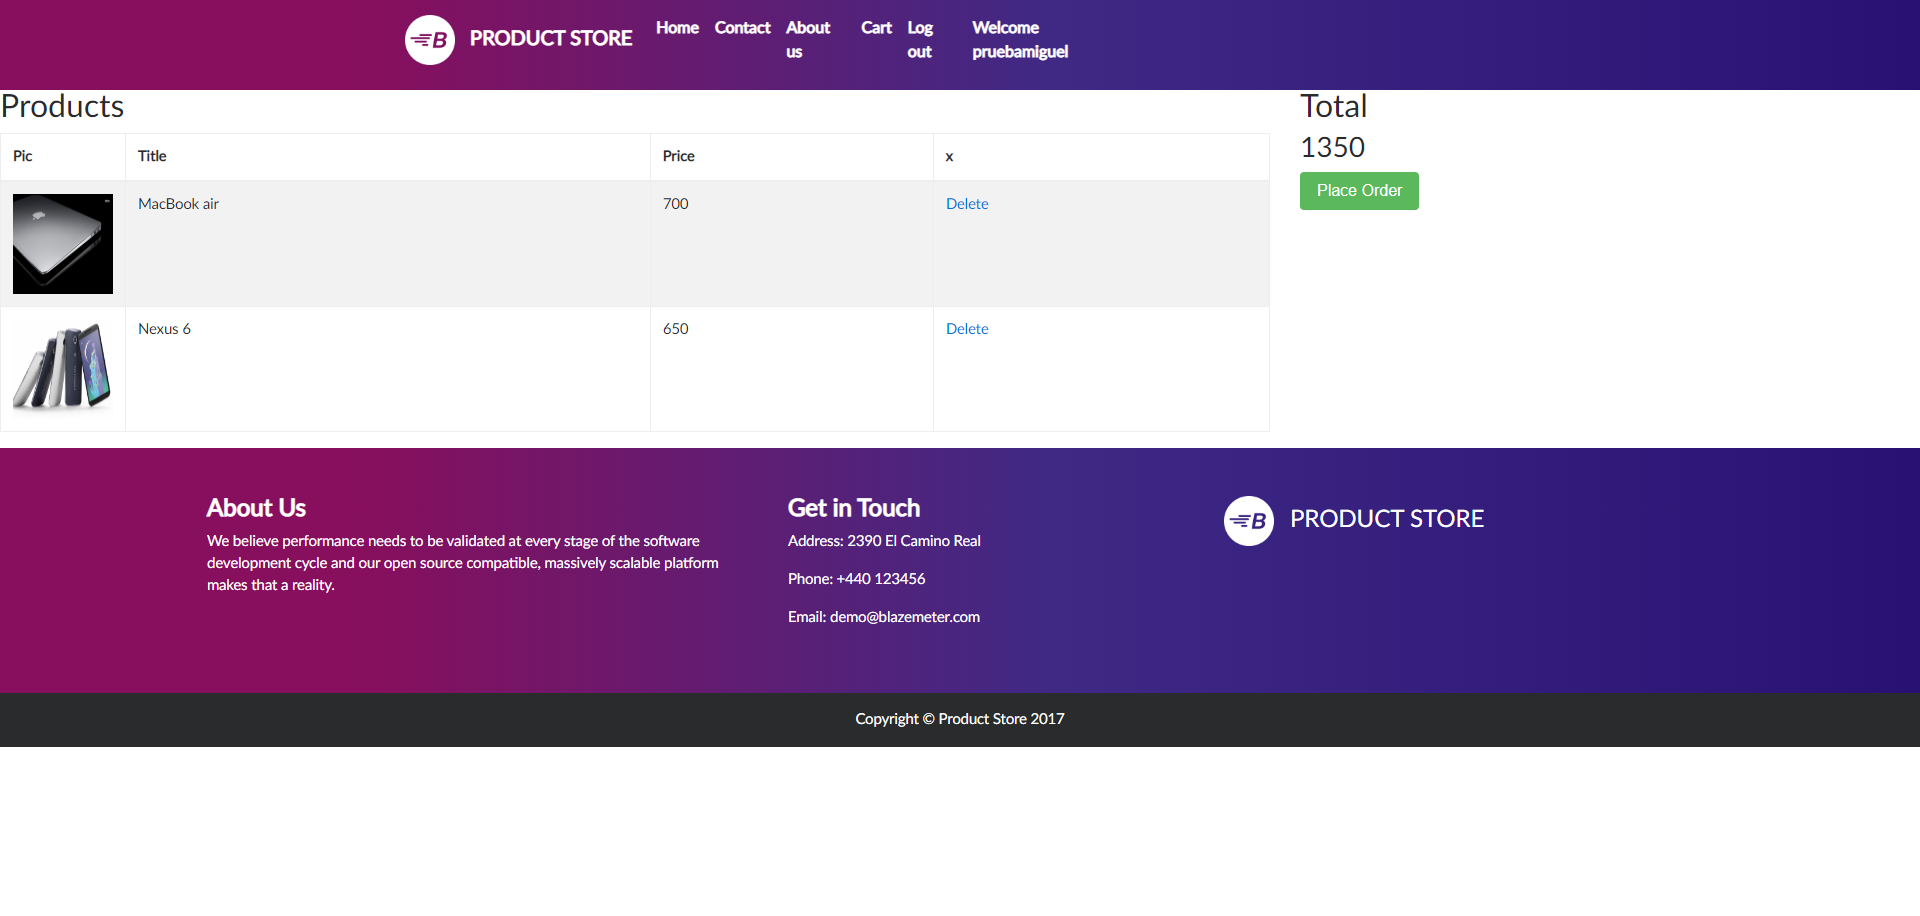 B PRODUCT STORE Home Contact About us Cart Log out Welcome pruebamiguel
Products
Total
1350
Place Order
Pic Title Price x
MacBook air 700 Delete
Nexus 6 650 Delete
About Us
We believe performance needs to be validated at every stage of the software
development cycle and our open source compatible, massively scalable platform
makes that a reality.
Get in Touch
Address: 2390 El Camino Real
Phone: +440 123456
Email: demo@blazemeter.com
B PRODUCT STORE
Copyright © Product Store 2017